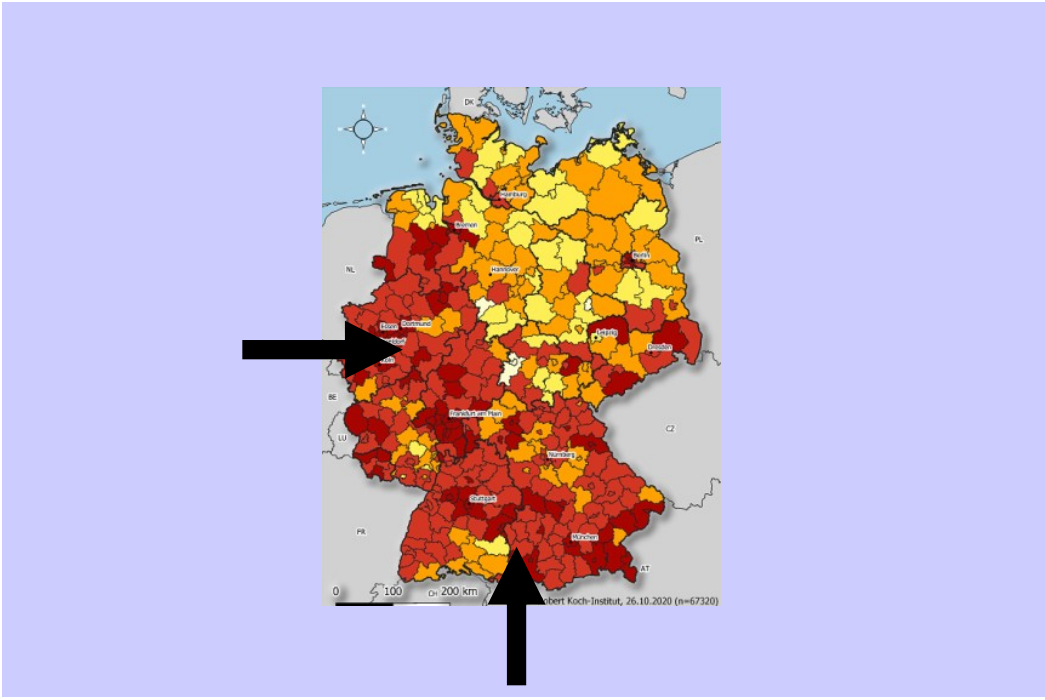 DK
Hamburg
Bremen
PL
Berlin
NL
Hannover
Essen Dortmund
Leipzig
Dresden
BE
Frankfurt am Main
LU
CZ
Nürnberg
Stuttgart
FR
München
AT
0 100 200 km
CH
Robert Koch-Institut, 26.10.2020 (n=67320)